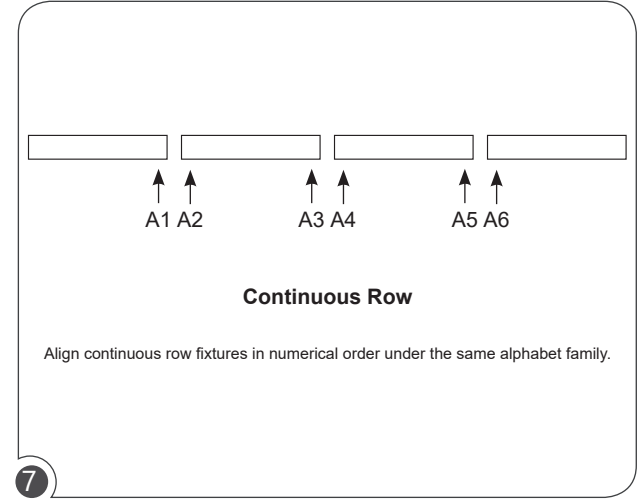 A1 A2 A3 A4 A5 A6
Continuous Row
Align continuous row fixtures in numerical order under the same alphabet family.
7